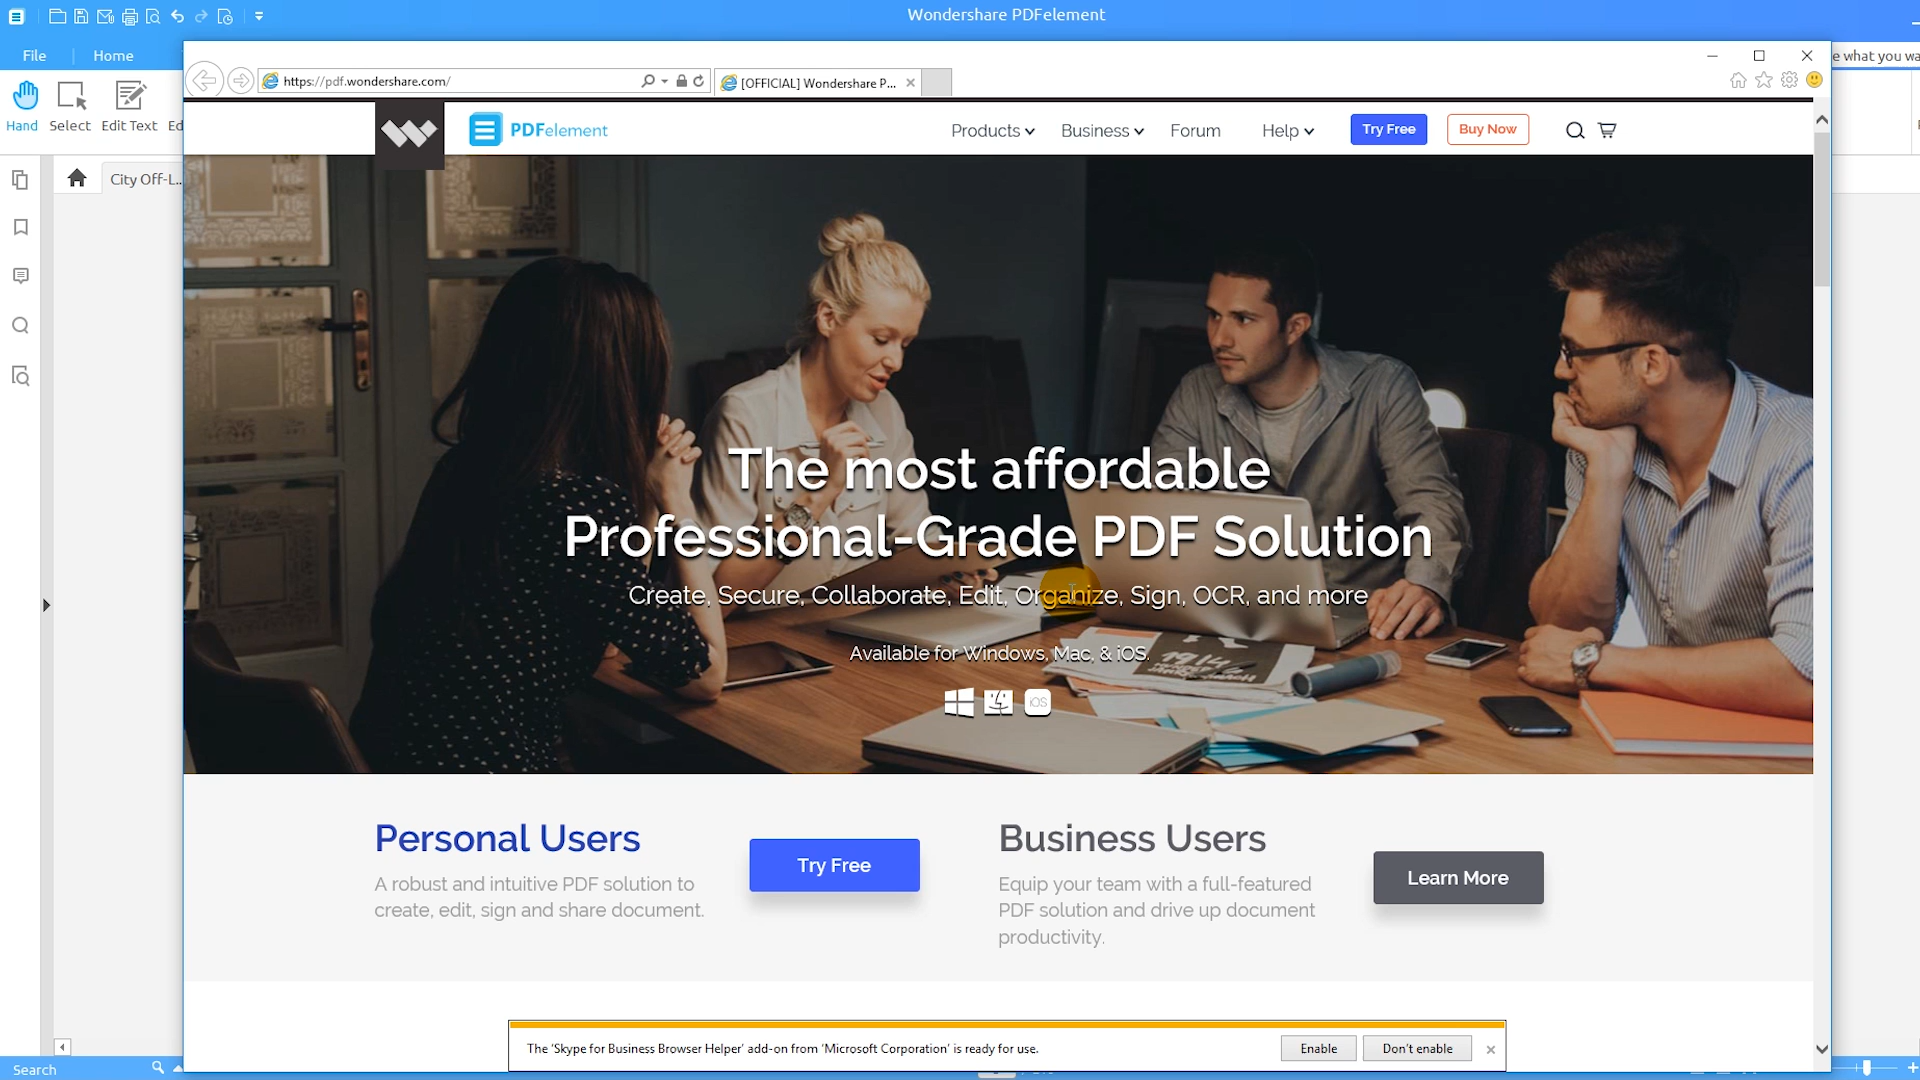 Wondershare PDFelement
File Home
e what you wa
Hand Select Edit Text Ed
https://pdf.wondershare.com/
[OFFICIAL] Wondershare P...
PDFelement
Products Business Forum Help Try Free Buy Now
City Off-L...
The most affordable
Professional-Grade PDF Solution
Create, Secure, Collaborate, Edit, Organize, Sign, OCR, and more
Available for Windows, Mac, & iOS.
iOS
Personal Users
A robust and intuitive PDF solution to
create, edit, sign and share document.
Try Free
Business Users
Equip your team with a full-featured
PDF solution and drive up document
productivity.
Learn More
The 'Skype for Business Browser Helper' add-on from 'Microsoft Corporation' is ready for use.
Enable Don't enable
Search